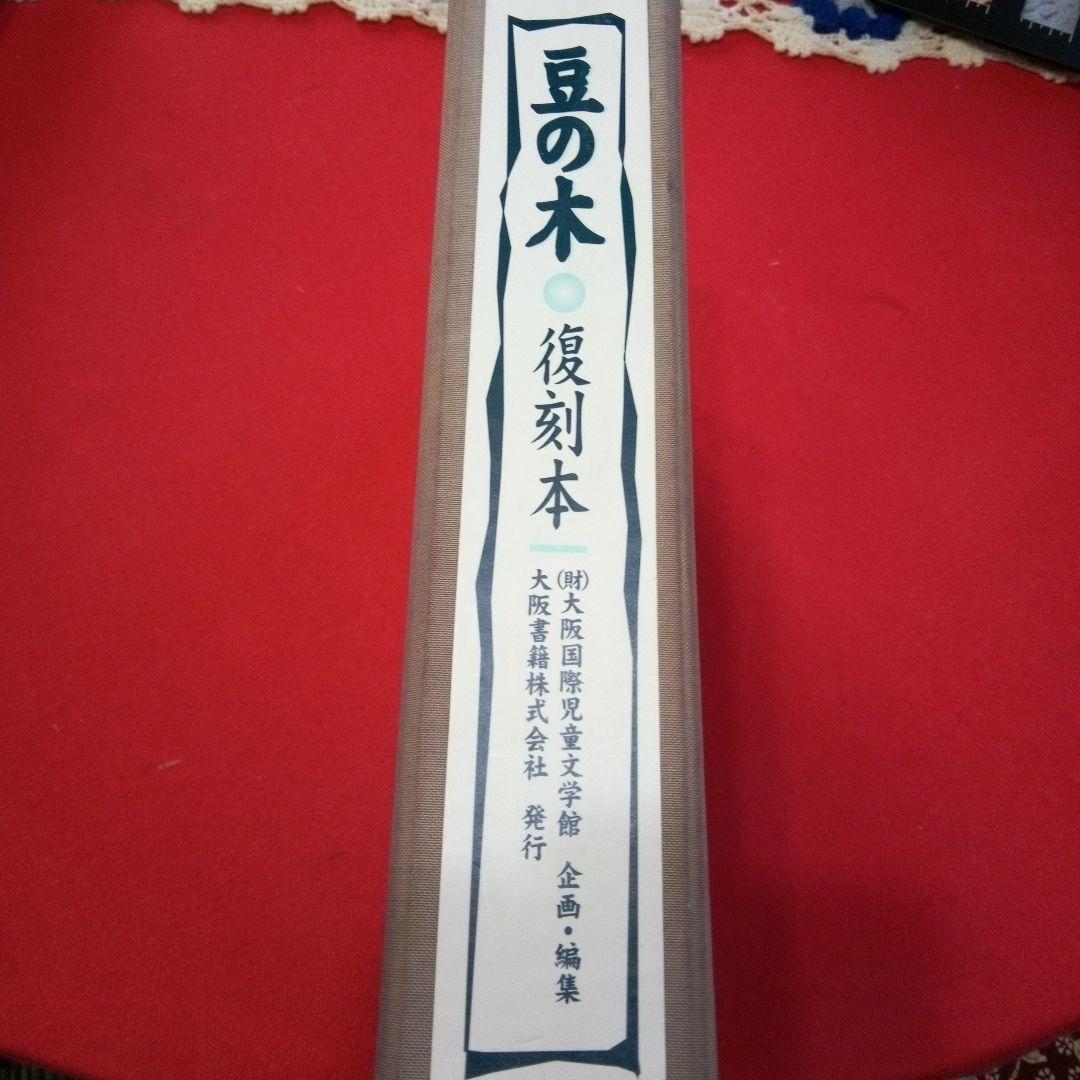 豆の木
復刻本
(財)大阪国際児童文学館 企画・編集
大阪書籍株式会社 発行